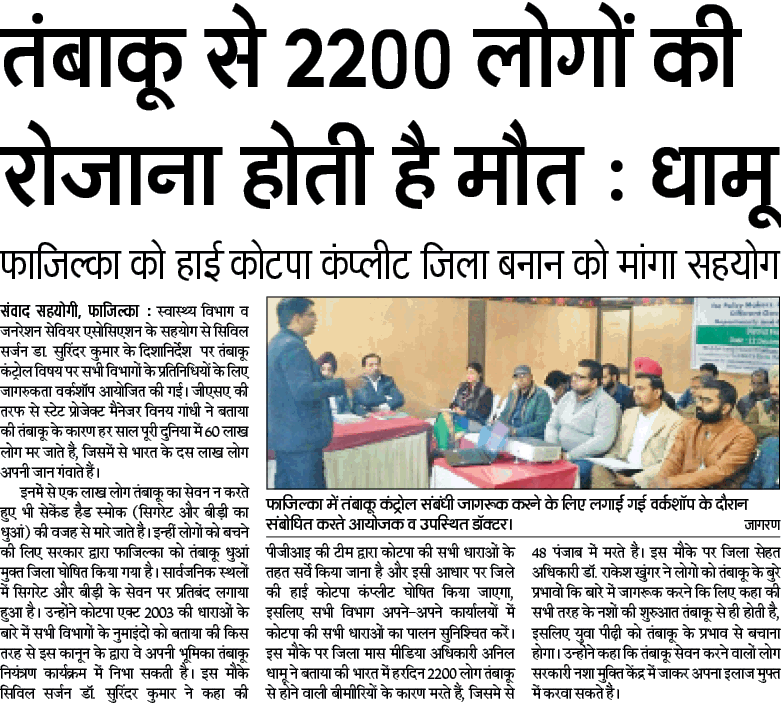 तंबाकू से 2200 लोगों की
रोजाना होती है मौत : धामू
फाजिल्का को हाई कोटपा कंप्लीट जिला बनान को मांगा सहयोग
संवाद सहयोगी, फाजिल्का : स्वास्थ्य विभाग व
जनरेशन सेवियर एसोसिएशन के सहयोग से सिविल
सर्जन डा. सुरिंदर कुमार के दिशानिर्देश पर तंबाकू
कंट्रोल विषय पर सभी विभागों के प्रतिनिधियों के लिए
जागरुकता वर्कशॉप आयोजित की गई। जीएसए की
तरफ से स्टेट प्रोजेक्ट मैनेजर विनय गांधी ने बताया
की तंबाकू के कारण हर साल पूरी दुनिया में 60 लाख
लोग मर जाते है, जिसमें से भारत के दस लाख लोग
अपनी जान गंवाते हैं।
इनमें से एक लाख लोग तंबाकू का सेवन न करते
हुए भी सेकेंड हैड स्मोक (सिगरेट और बीड़ी का
धुआं) की वजह से मारे जाते है। इन्हीं लोगों को बचने
की लिए सरकार द्वारा फाजिल्का को तंबाकू धुआं
मुक्त जिला घोषित किया गया है। सार्वजनिक स्थलों
में सिगरेट और बीड़ी के सेवन पर प्रतिबंद लगाया
हुआ है। उन्होंने कोटपा एक्ट 2003 की धाराओं के
बारे में सभी विभागों के नुमाइंदो को बताया की किस
तरह से इस कानून के द्वारा वे अपनी भूमिका तंबाकू
नियंत्रण कार्यक्रम में निभा सकती है। इस मौके
सिविल सर्जन डॉ. सुरिंदर कुमार ने कहा की
the Policy Makers
Different
फाजिल्का में तंबाकू कंट्रोल संबंधी जागरूक करने के लिए लगाई गई वर्कशॉप के दौरान
संबोधित करते आयोजक व उपस्थित डॉक्टर।
जागरण
पीजीआइ की टीम द्वारा कोटपा की सभी धाराओं के
तहत सर्वे किया जाना है और इसी आधार पर जिले
की हाई कोटपा कंप्लीट घोषित किया जाएगा,
इसलिए सभी विभाग अपने-अपने कार्यालयों में
कोटपा की सभी धाराओं का पालन सुनिश्चित करें।
इस मौके पर जिला मास मीडिया अधिकारी अनिल
धामू ने बताया की भारत में हरदिन 2200 लोग तंबाकू
से होने वाली बीमीरियों के कारण मरते हैं, जिसमे से
48 पंजाब में मरते है। इस मौके पर जिला सेहत
अधिकारी डॉ. राकेश खुंगर ने लोगो को तंबाकू के बुरे
प्रभावो कि बारे में जागरूक करने कि लिए कहा की
सभी तरह के नशों की शुरुआत तंबाकू से ही होती है,
इसलिए युवा पीढ़ी को तंबाकू के प्रभाव से बचाना
होगा। उन्होंने कहा कि तंबाकू सेवन करने वालों लोग
सरकारी नशा मुक्ति केंद्र में जाकर अपना इलाज मुफ्त
में करवा सकते है।